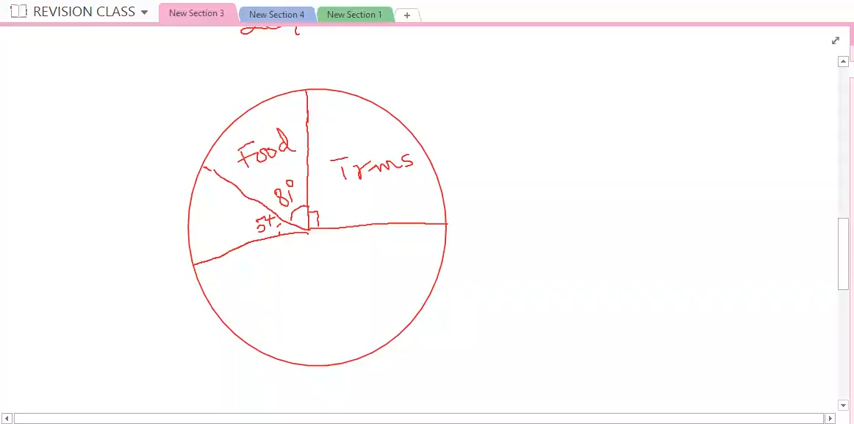 REVISION CLASS
New Section 3
New Section 4
New Section 1
+
Food
Trms
81°
54